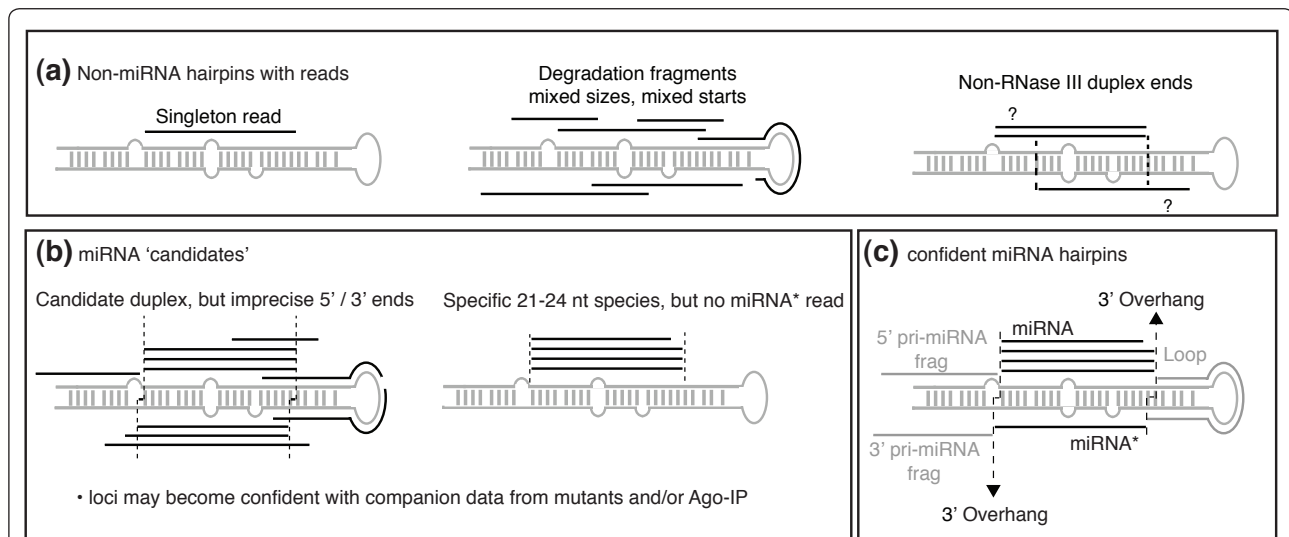 (a) Non-miRNA hairpins with reads
Singleton read
Degradation fragments
mixed sizes, mixed starts
Non-RNase III duplex ends
?
?
(b) miRNA ‘candidates’
Candidate duplex, but imprecise 5’ / 3’ ends
Specific 21-24 nt species, but no miRNA* read
• loci may become confident with companion data from mutants and/or Ago-IP
(c) confident miRNA hairpins
3’ Overhang
5’ pri-miRNA
frag
miRNA
Loop
3’ pri-miRNA
frag
miRNA*
3’ Overhang